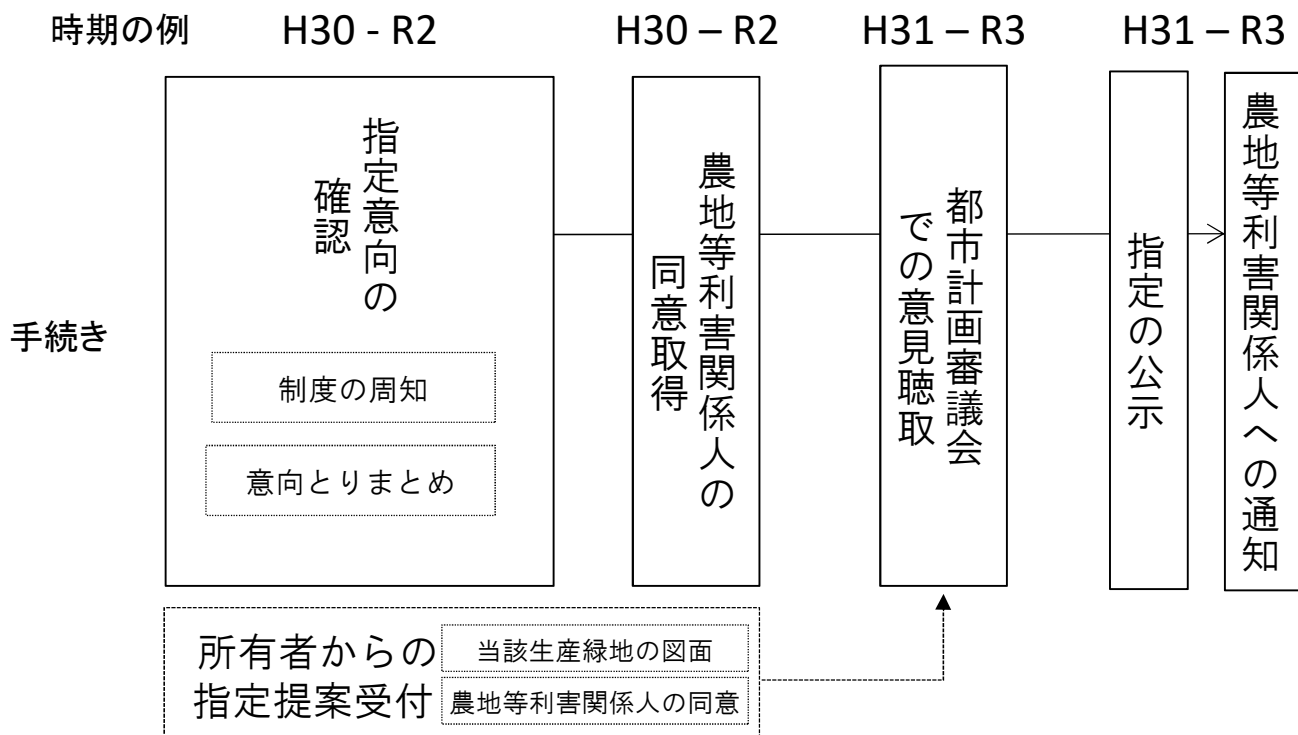 時期の例
H30 - R2
H30 – R2
H31 – R3
H31 – R3
手続き
指定意向の
確認
制度の周知
意向とりまとめ
農地等利害関係人の
同意取得
都市計画審議会
での意見聴取
指定の公示
農地等利害関係人への通知
所有者からの
指定提案受付
当該生産緑地の図面
農地等利害関係人の同意